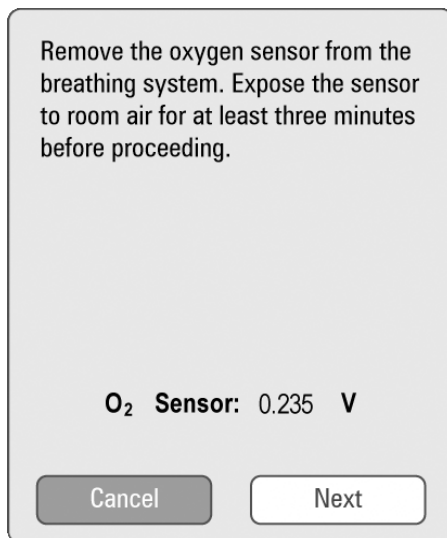 Remove the oxygen sensor from the
breathing system. Expose the sensor
to room air for at least three minutes
before proceeding.
O₂ Sensor: 0.235 V
Cancel Next